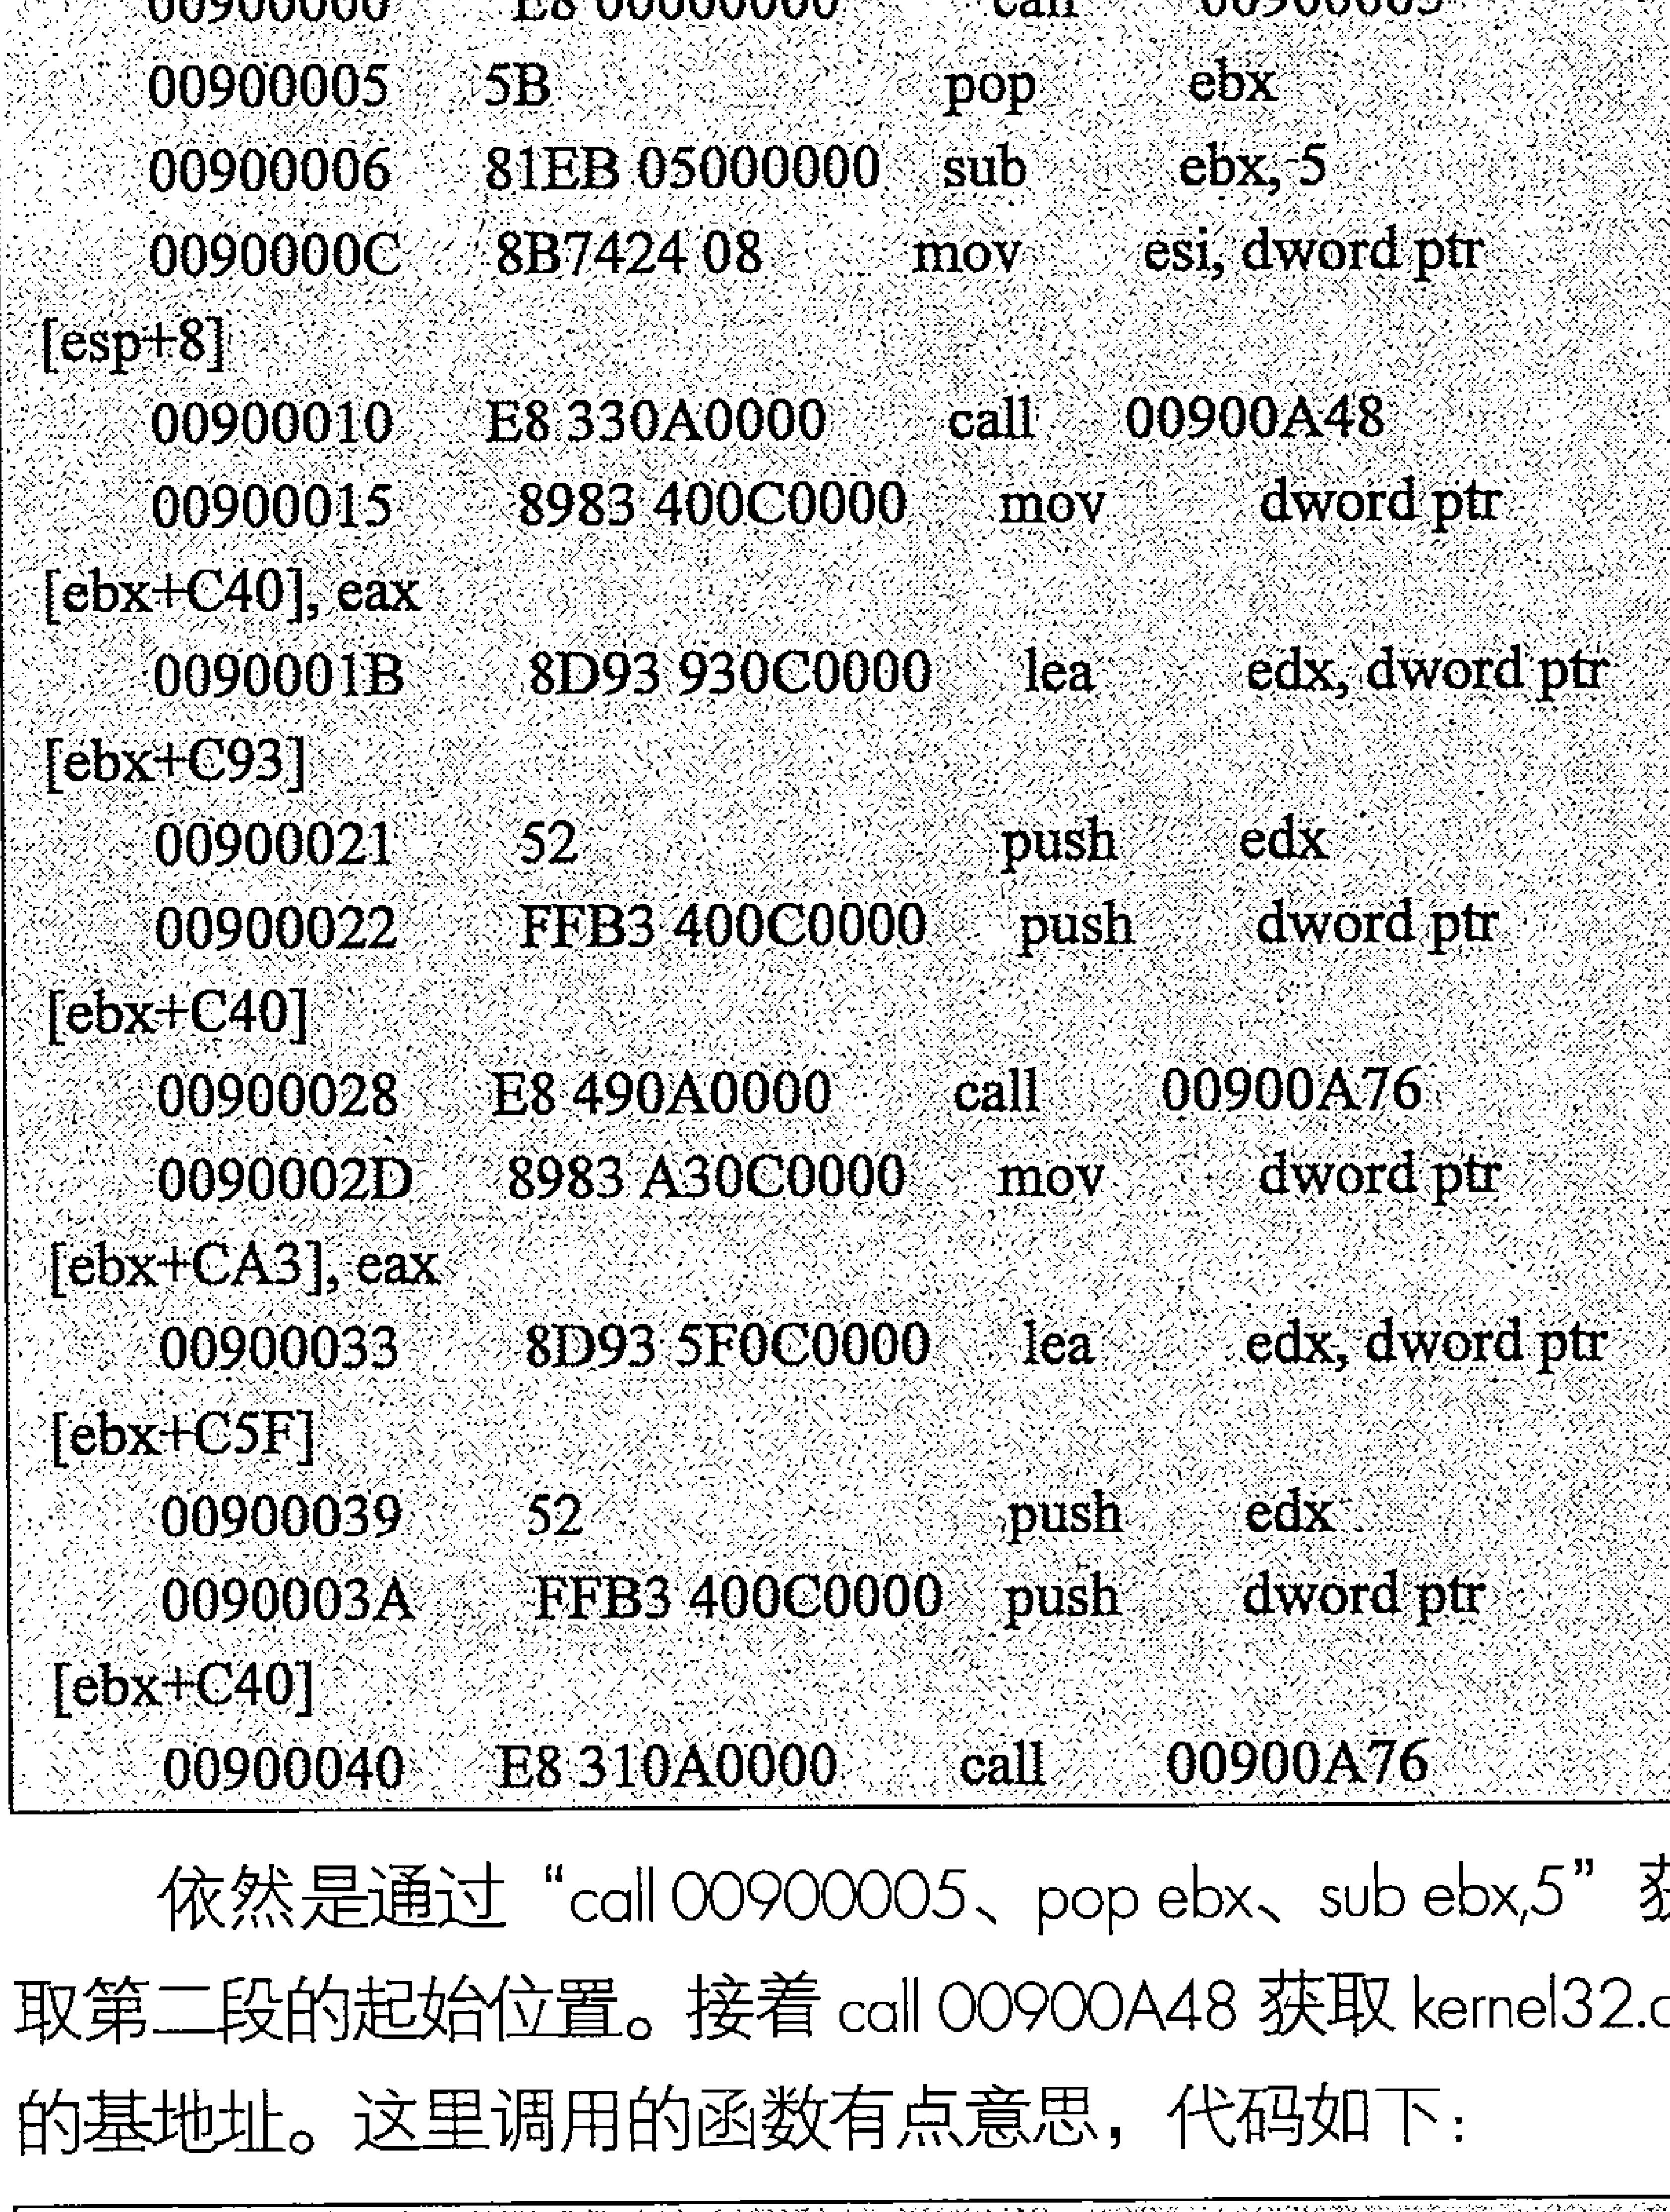 00900000 E8 00000000 call 00900005
00900005 5B pop ebx
00900006 81EB 05000000 sub ebx, 5
0090000C 8B7424 08 mov esi, dword ptr
[esp+8]
00900010 E8 330A0000 call 00900A48
00900015 8983 400C0000 mov dword ptr
[ebx+C40], eax
0090001B 8D93 930C0000 lea edx, dword ptr
[ebx+C93]
00900021 52 push edx
00900022 FFB3 400C0000 push dword ptr
[ebx+C40]
00900028 E8 490A0000 call 00900A76
0090002D 8983 A30C0000 mov dword ptr
[ebx+CA3], eax
00900033 8D93 5F0C0000 lea edx, dword ptr
[ebx+C5F]
00900039 52 push edx
0090003A FFB3 400C0000 push dword ptr
[ebx+C40]
00900040 E8 310A0000 call 00900A76
依然是通过“call 00900005、pop ebx、sub ebx,5”获
取第二段的起始位置。接着 call 00900A48 获取 kernel32.
的基地址。这里调用的函数有点意思，代码如下：